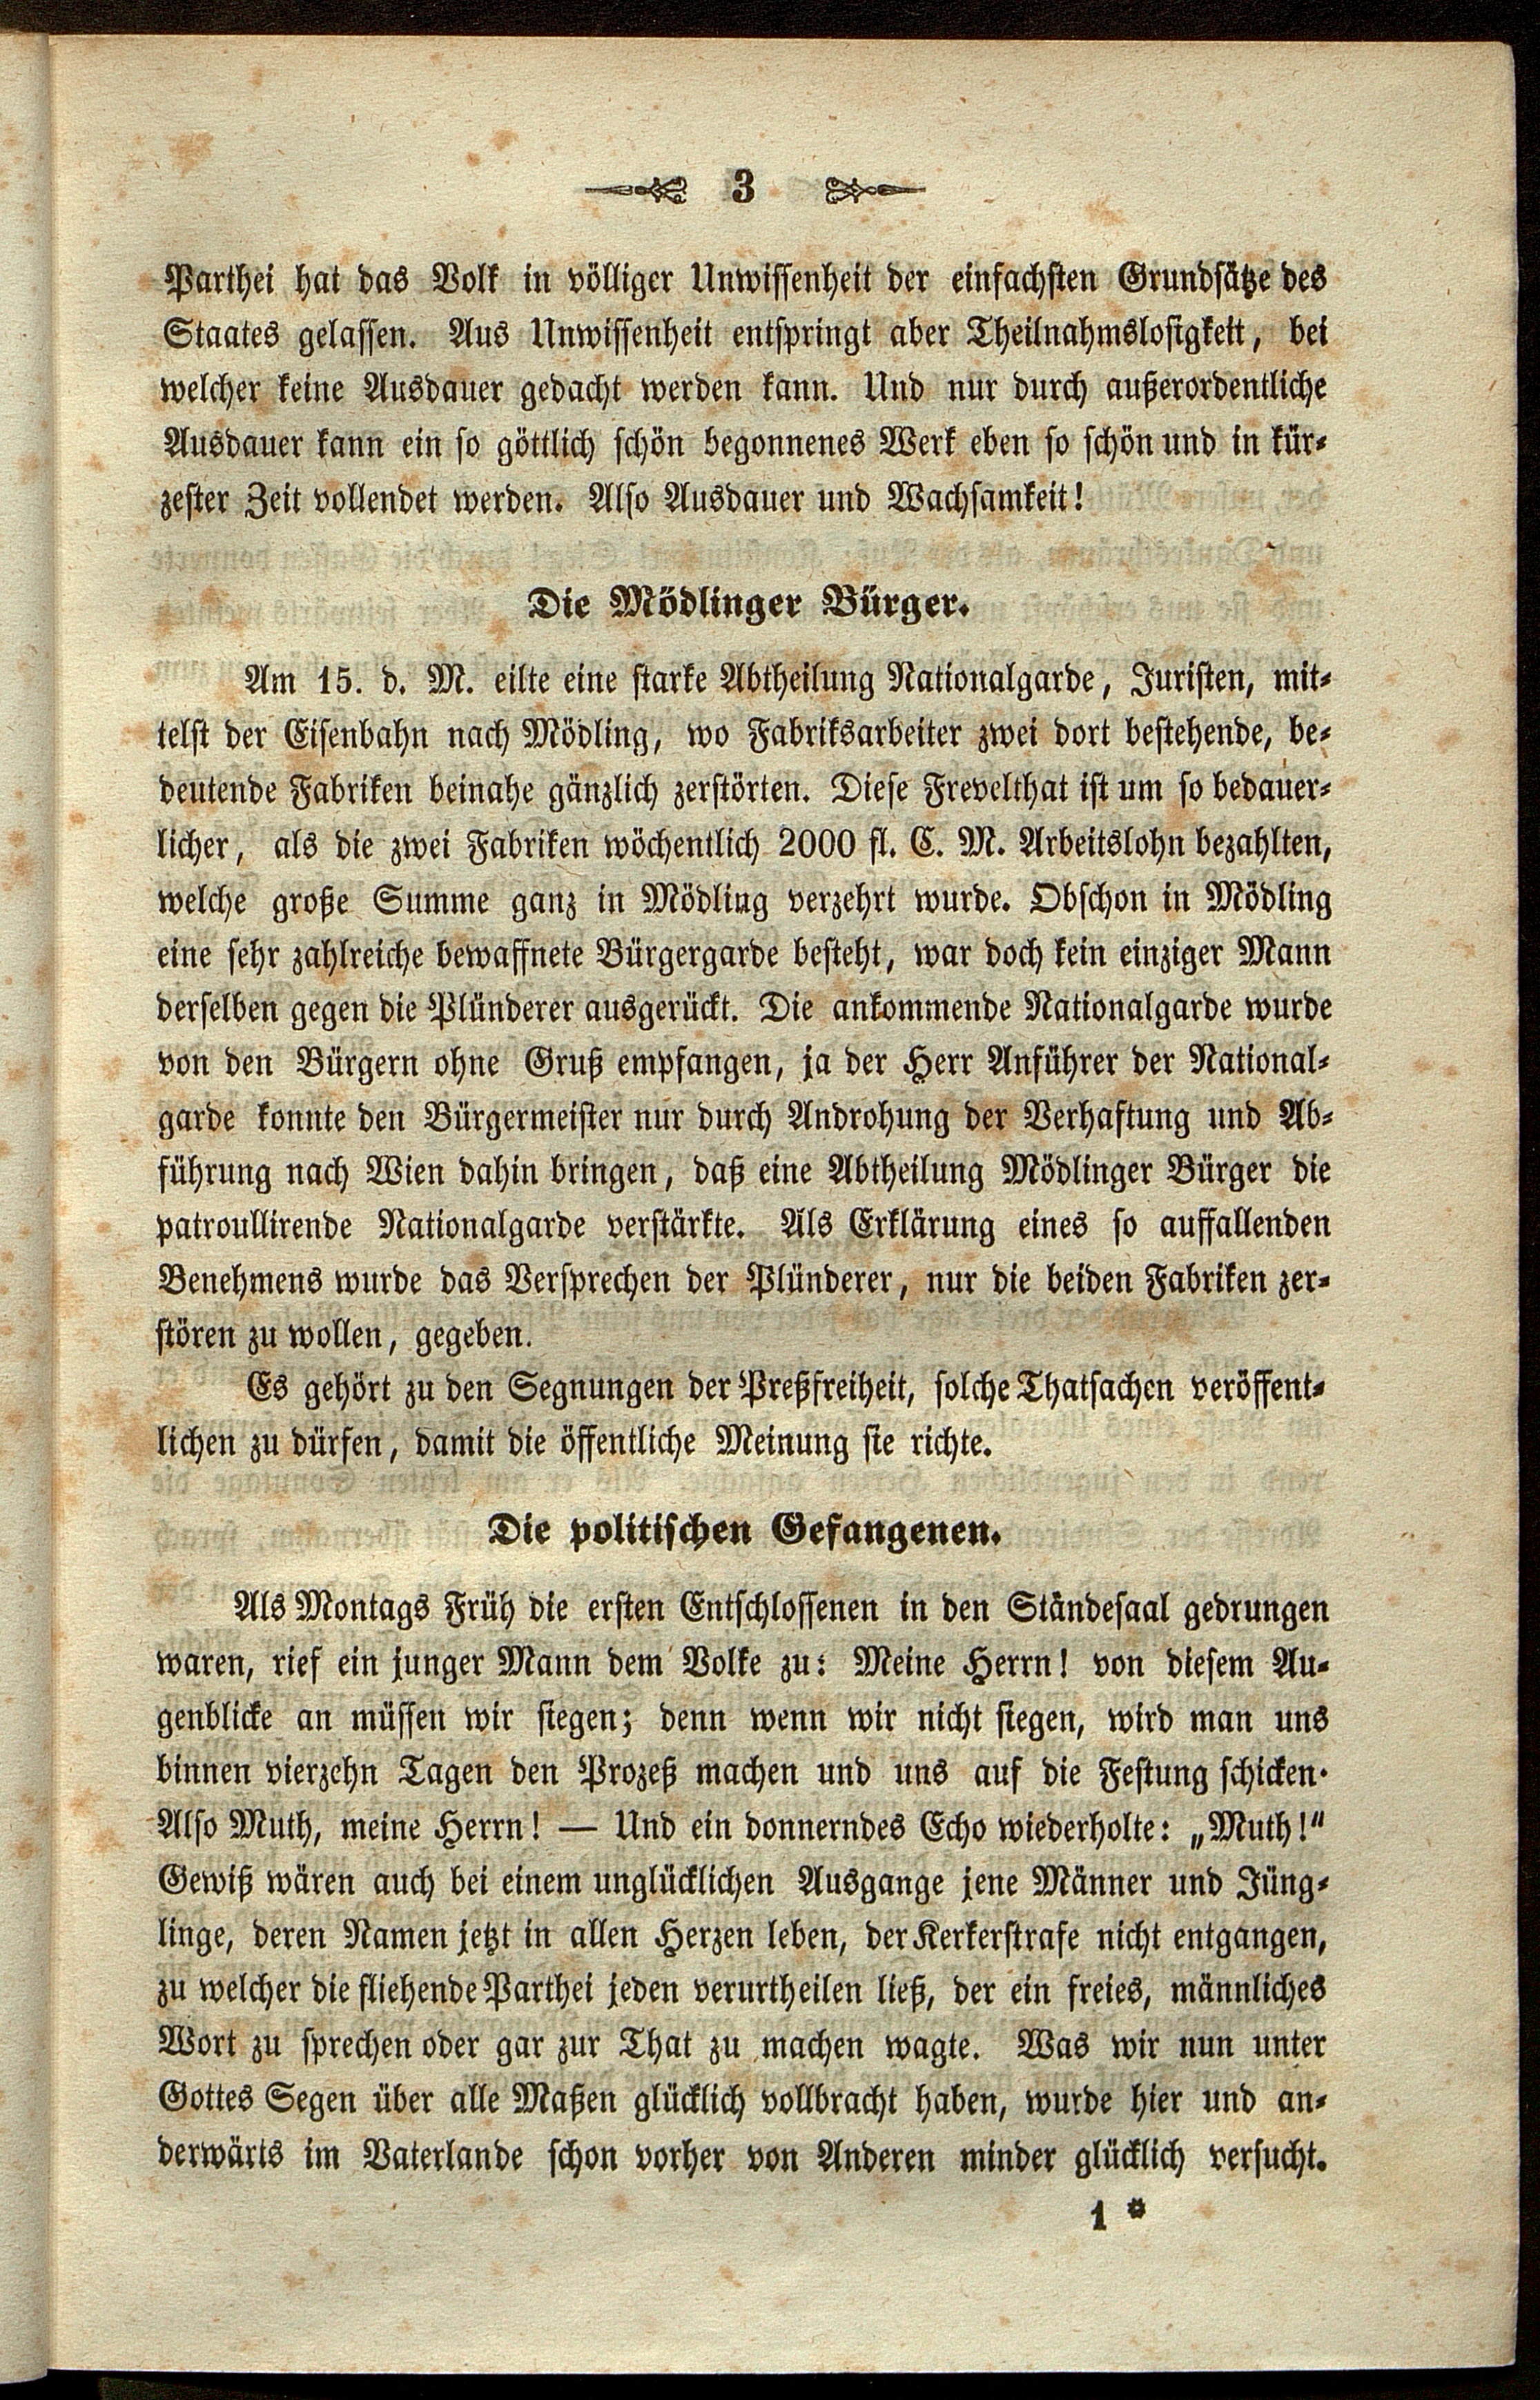 3
Parthei hat das Volk in völliger Unwissenheit der einfachsten Grundsätze des
Staates gelassen. Aus Unwissenheit entspringt aber Theilnahmslosigkeit, bei
welcher keine Ausdauer gedacht werden kann. Und nur durch außerordentliche
Ausdauer kann ein so göttlich schön begonnenes Werk eben so schön und in kür-
zester Zeit vollendet werden. Also Ausdauer und Wachsamkeit!
Die Mödlinger Bürger.
Am 15. d. M. eilte eine starke Abtheilung Nationalgarde, Juristen, mit-
telst der Eisenbahn nach Mödling, wo Fabriksarbeiter zwei dort bestehende, be-
deutende Fabriken beinahe gänzlich zerstörten. Diese Frevelthat ist um so bedauer-
licher, als die zwei Fabriken wöchentlich 2000 fl. C. M. Arbeitslohn bezahlten,
welche große Summe ganz in Mödling verzehrt wurde. Obschon in Mödling
eine sehr zahlreiche bewaffnete Bürgergarde besteht, war doch kein einziger Mann
derselben gegen die Plünderer ausgerückt. Die ankommende Nationalgarde wurde
von den Bürgern ohne Gruß empfangen, ja der Herr Anführer der National-
garde konnte den Bürgermeister nur durch Androhung der Verhaftung und Ab-
führung nach Wien dahin bringen, daß eine Abtheilung Mödlinger Bürger die
patroullirende Nationalgarde verstärkte. Als Erklärung eines so auffallenden
Benehmens wurde das Versprechen der Plünderer, nur die beiden Fabriken zer-
stören zu wollen, gegeben.
Es gehört zu den Segnungen der Preßfreiheit, solche Thatsachen veröffent-
lichen zu dürfen, damit die öffentliche Meinung sie richte.
Die politischen Gefangenen.
Als Montags Früh die ersten Entschlossenen in den Ständesaal gedrungen
waren, rief ein junger Mann dem Volke zu: Meine Herrn! von diesem Au-
genblicke an müssen wir siegen; denn wenn wir nicht siegen, wird man uns
binnen vierzehn Tagen den Prozeß machen und uns auf die Festung schicken.
Also Muth, meine Herrn! — Und ein donnerndes Echo wiederholte: „Muth!“
Gewiß wären auch bei einem unglücklichen Ausgange jene Männer und Jüng-
linge, deren Namen jetzt in allen Herzen leben, der Kerkerstrafe nicht entgangen,
zu welcher die fliehende Parthei jeden verurtheilen ließ, der ein freies, männliches
Wort zu sprechen oder gar zur That zu machen wagte. Was wir nun unter
Gottes Segen über alle Maßen glücklich vollbracht haben, wurde hier und an-
derwärts im Vaterlande schon vorher von Anderen minder glücklich versucht.
1 *